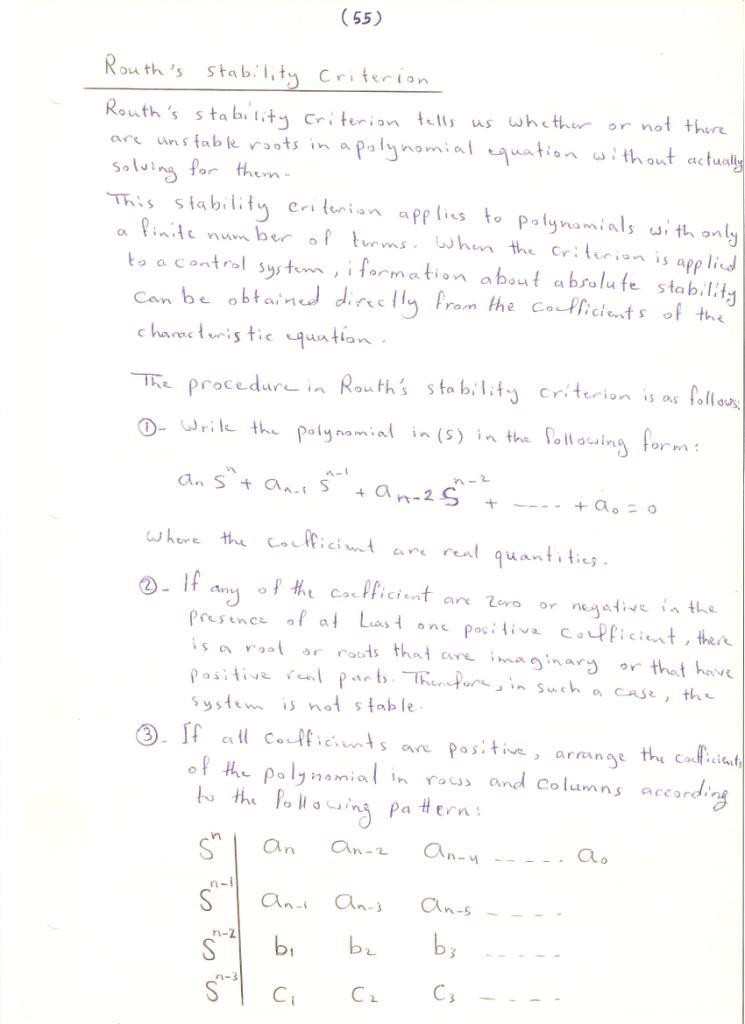 (55)
Routh's stability Criterion
Routh's stability Criterion tells us whether or not there
are unstable roots in a polynomial equation without actually
solving for them.
This stability criterion applies to polynomials with only
a finite number of terms. When the criterion is applied
to a control system, iformation about absolute stability
can be obtained directly from the coefficients of the
characteristic equation.
The procedure in Routh's stability criterion is as follows:
①- Write the polynomial in (S) in the following form:
aₙ Sⁿ + aₙ₋₁ Sⁿ⁻¹ + aₙ₋₂ Sⁿ⁻² + ---- + a₀ = 0
Where the coefficient are real quantities.
②- If any of the coefficient are zero or negative in the
presence of at Least one positive coefficient, there
is a root or roots that are imaginary or that have
positive real parts. Therefore, in such a case, the
system is not stable.
③- If all coefficients are positive, arrange the coefficients
of the polynomial in rows and columns according
to the following pattern:
Sⁿ | aₙ aₙ₋₂ aₙ₋₄ ----- a₀
Sⁿ⁻¹ | aₙ₋₁ aₙ₋₃ aₙ₋₅ ----
Sⁿ⁻² | b₁ b₂ b₃ -----
Sⁿ⁻³ | C₁ C₂ C₃ ----